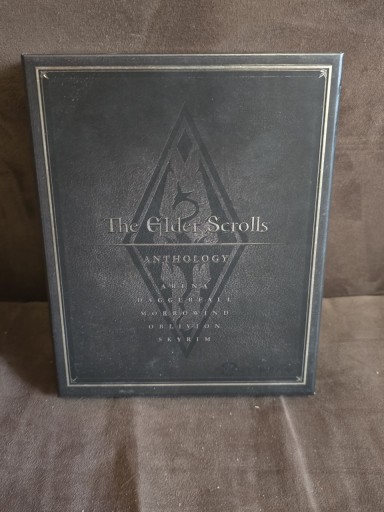 The Elder Scrolls
ANTHOLOGY
ARENA
DAGGERFALL
MORROWIND
OBLIVION
SKYRIM